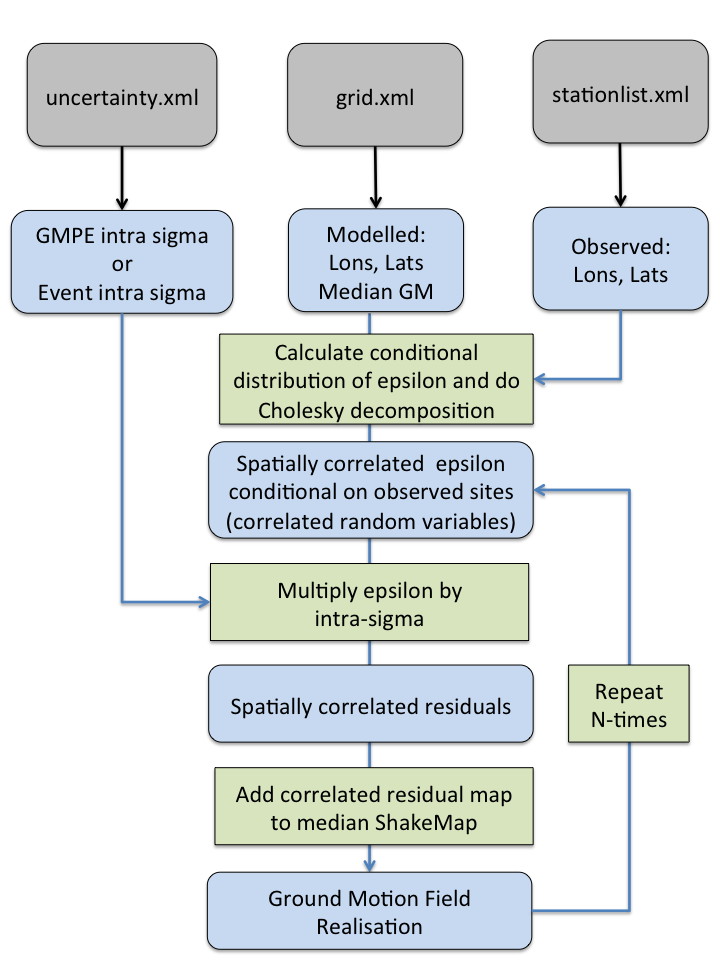 uncertainty.xml
grid.xml
stationlist.xml
GMPE intra sigma
or
Event intra sigma
Modelled:
Lons, Lats
Median GM
Observed:
Lons, Lats
Calculate conditional
distribution of epsilon and do
Cholesky decomposition
Spatially correlated epsilon
conditional on observed sites
(correlated random variables)
Multiply epsilon by
intra-sigma
Spatially correlated residuals
Repeat
N-times
Add correlated residual map
to median ShakeMap
Ground Motion Field
Realisation